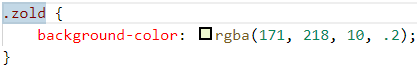 .zold {
    background-color: rgba(171, 218, 10, .2);
}